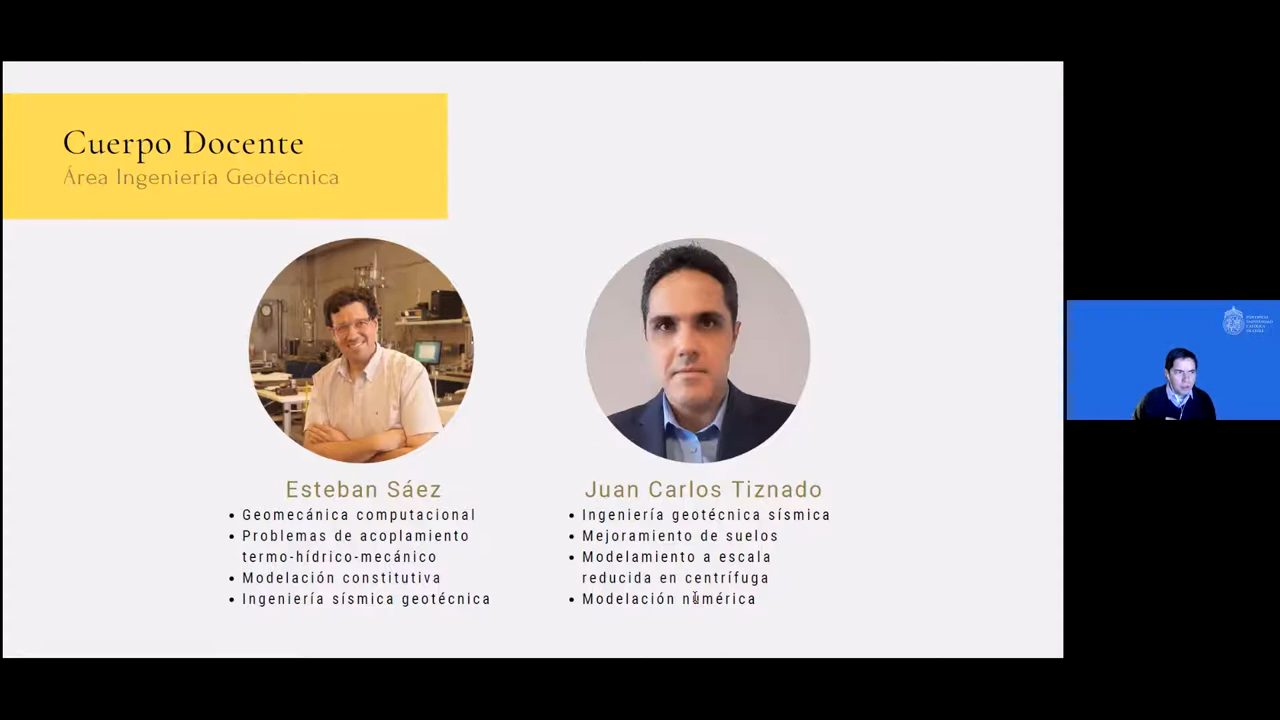 Cuerpo Docente
Área Ingeniería Geotécnica
Esteban Sáez
• Geomecánica computacional
• Problemas de acoplamiento
termo-hídrico-mecánico
• Modelación constitutiva
• Ingeniería sísmica geotécnica
Juan Carlos Tiznado
• Ingeniería geotécnica sísmica
• Mejoramiento de suelos
• Modelamiento a escala
reducida en centrífuga
• Modelación numérica